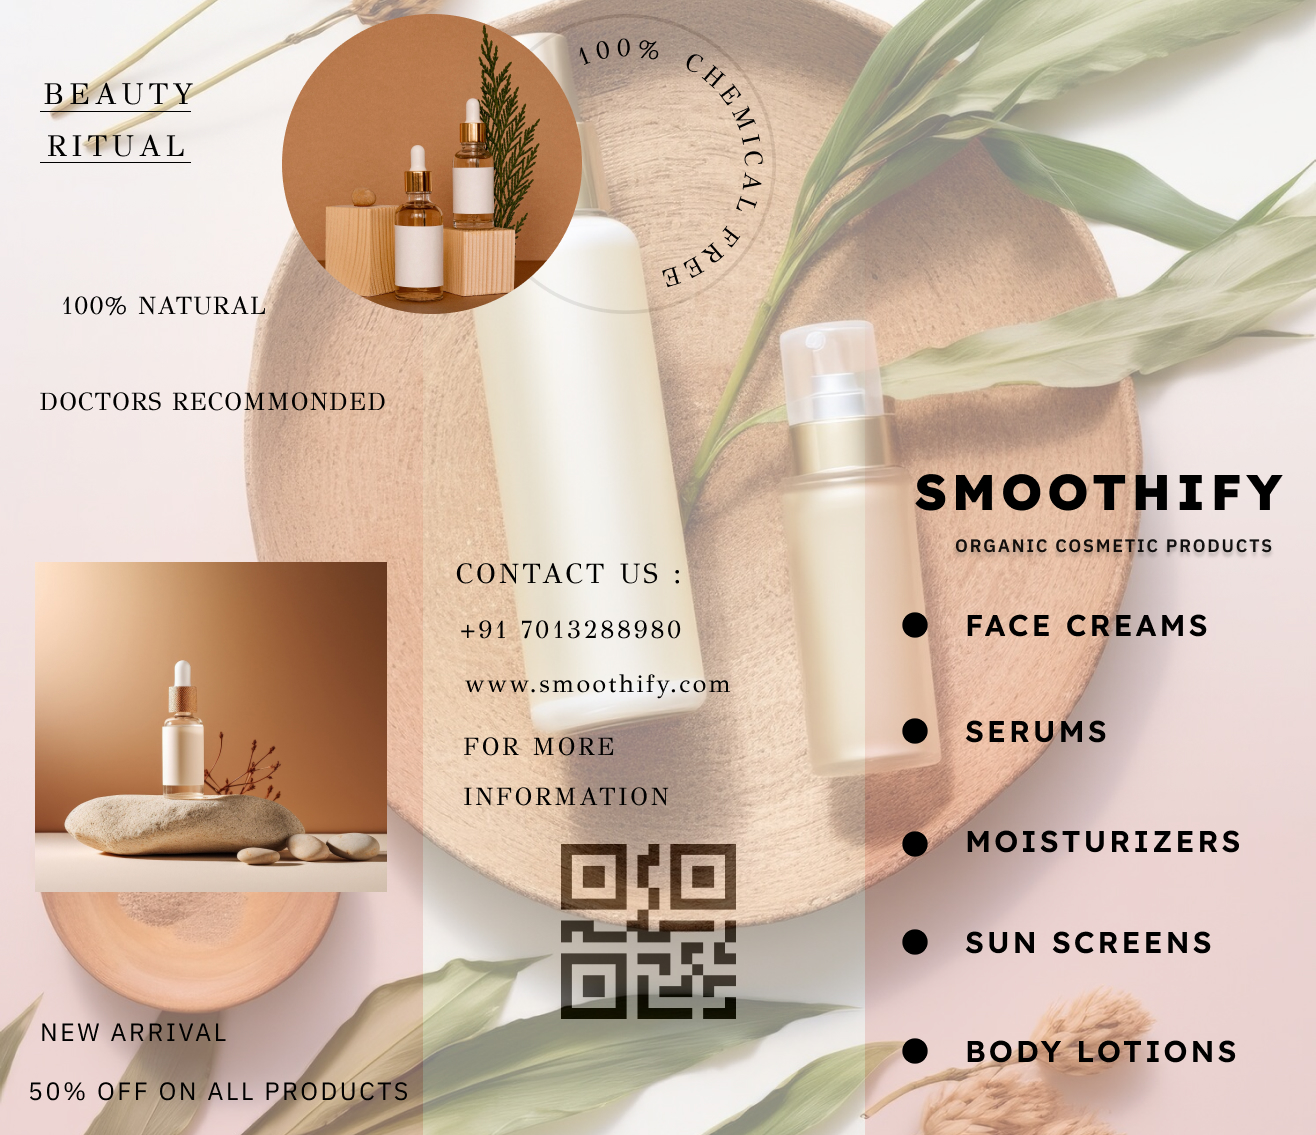 BEAUTY
RITUAL
100% NATURAL
DOCTORS RECOMMONDED
NEW ARRIVAL
50% OFF ON ALL PRODUCTS
100% CHEMICAL FREE
CONTACT US :
+91 7013288980
www.smoothify.com
FOR MORE
INFORMATION
SMOOTHIFY
ORGANIC COSMETIC PRODUCTS
● FACE CREAMS
● SERUMS
● MOISTURIZERS
● SUN SCREENS
● BODY LOTIONS